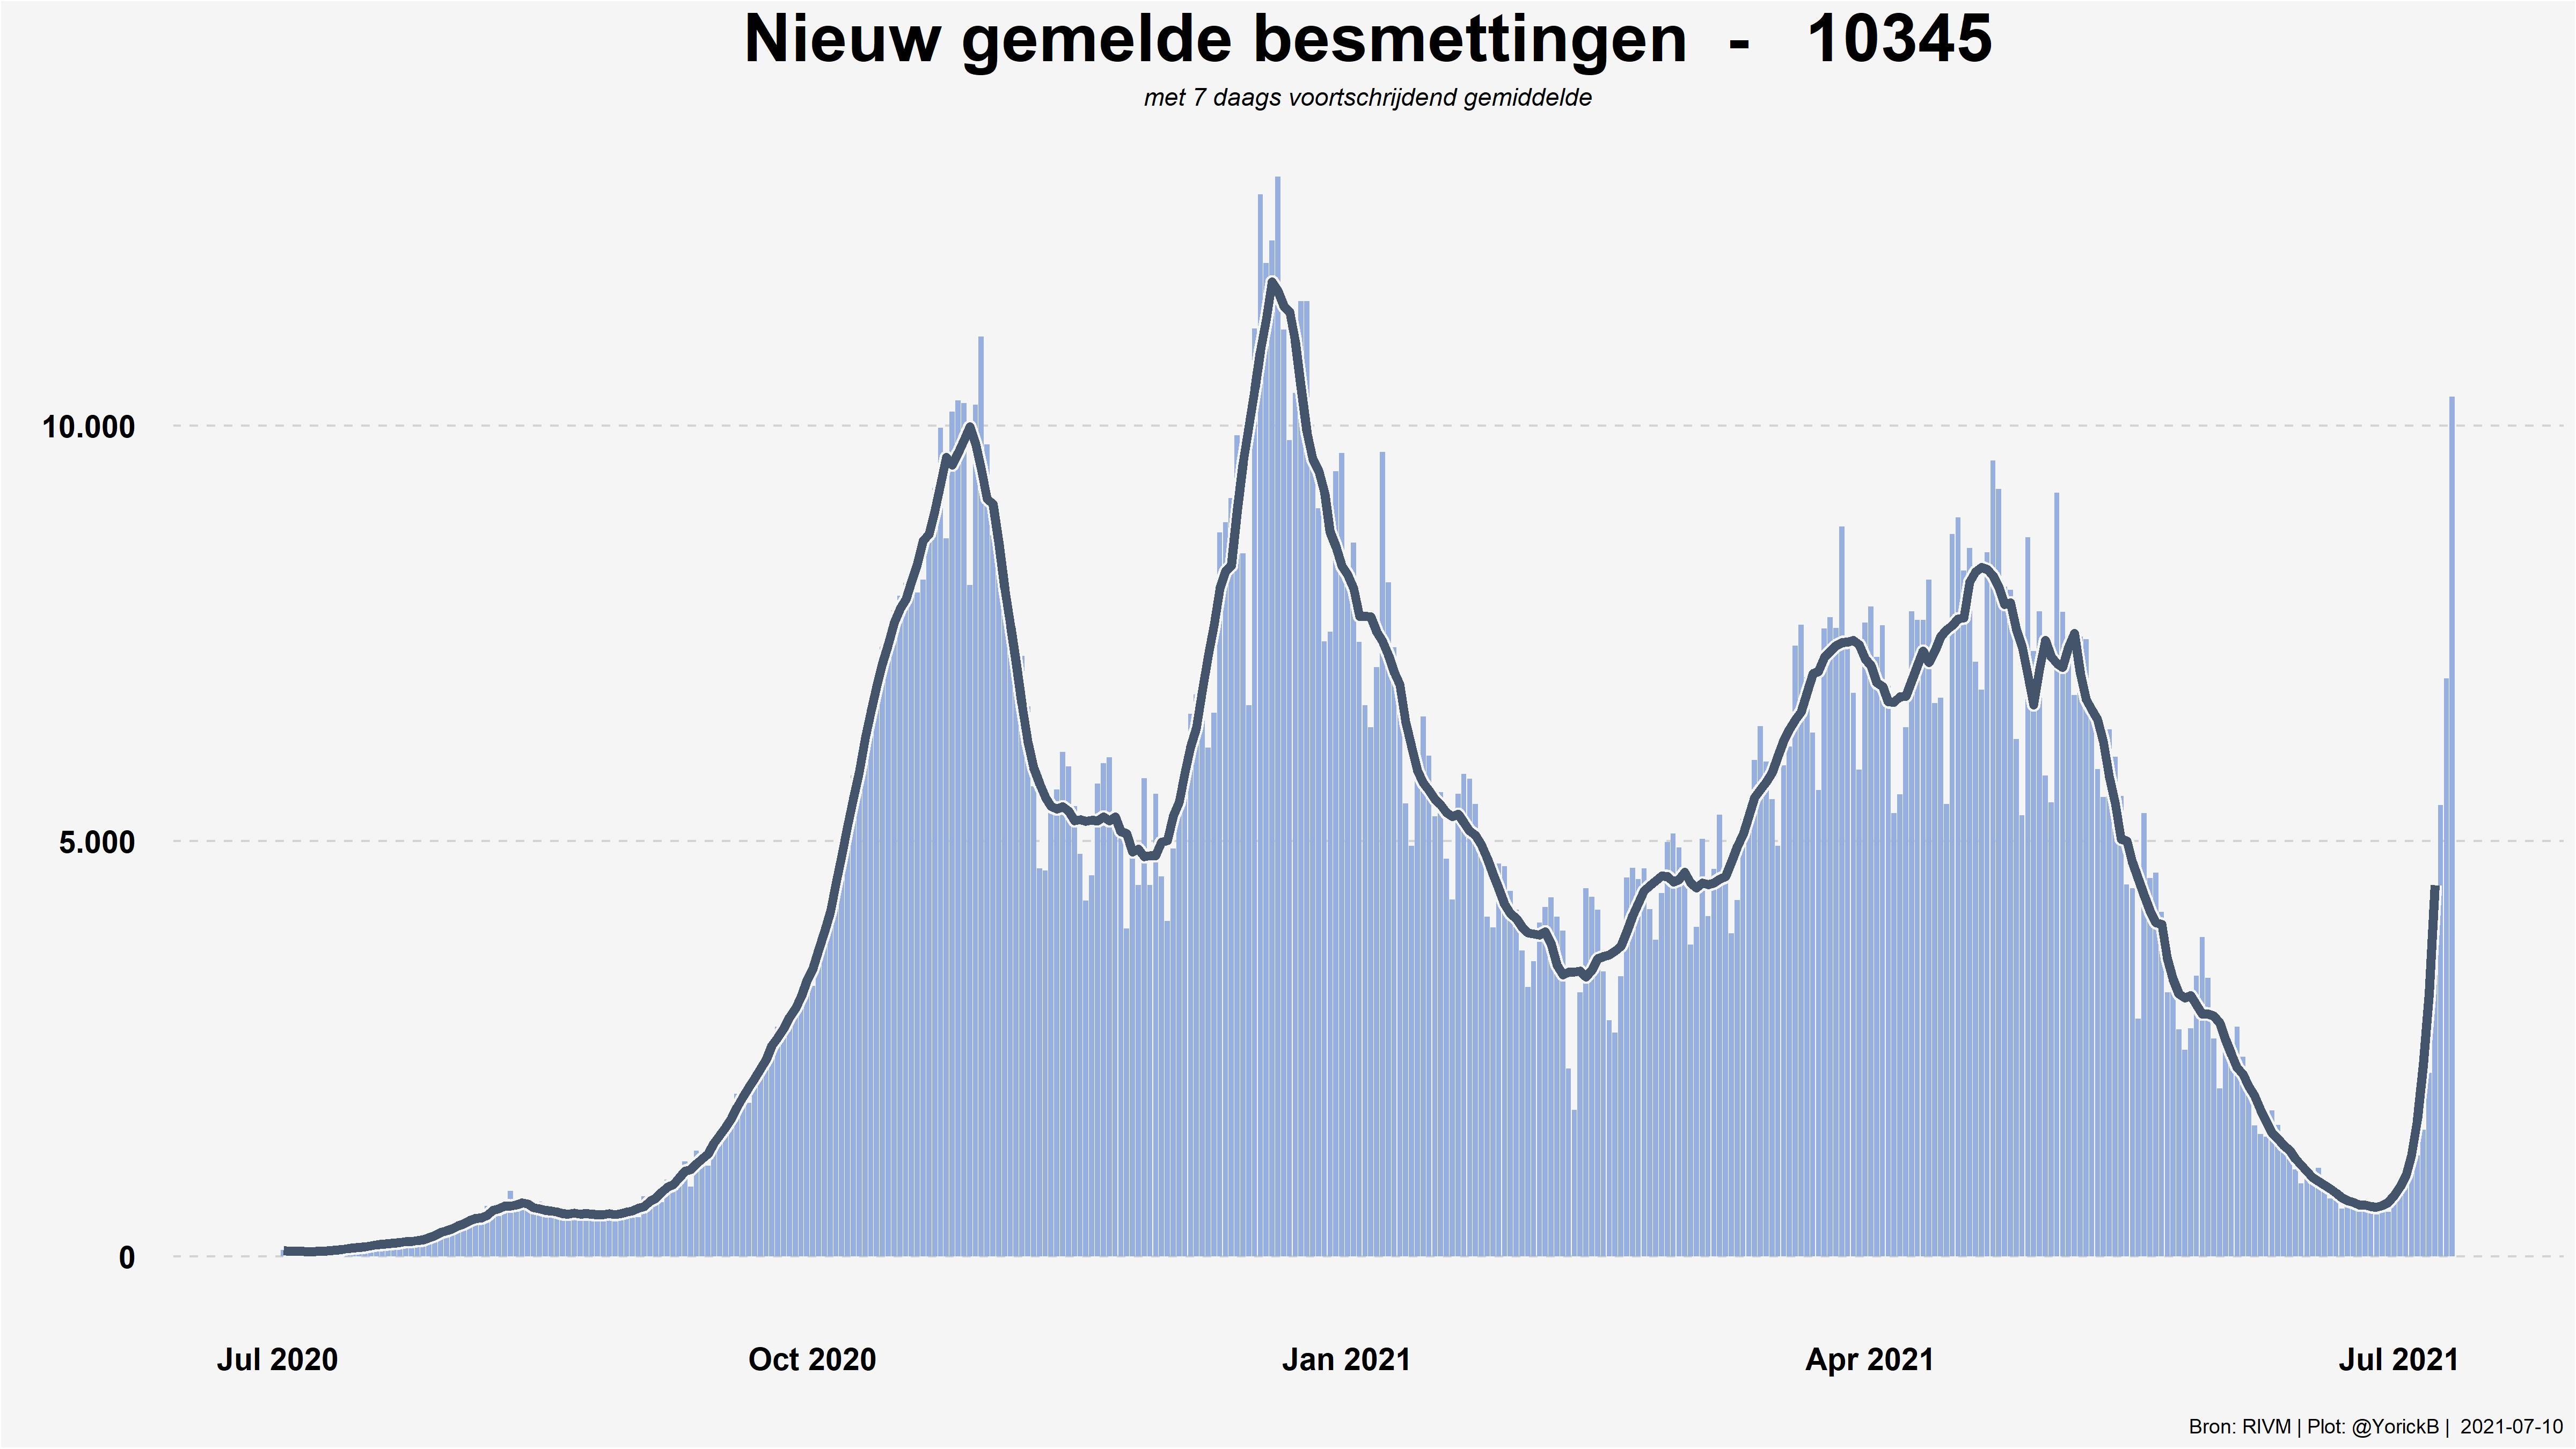 Nieuw gemelde besmettingen - 10345
met 7 daags voortschrijdend gemiddelde
10.000
5.000
0
Jul 2020 Oct 2020 Jan 2021 Apr 2021 Jul 2021
Bron: RIVM | Plot: @YorickB | 2021-07-10